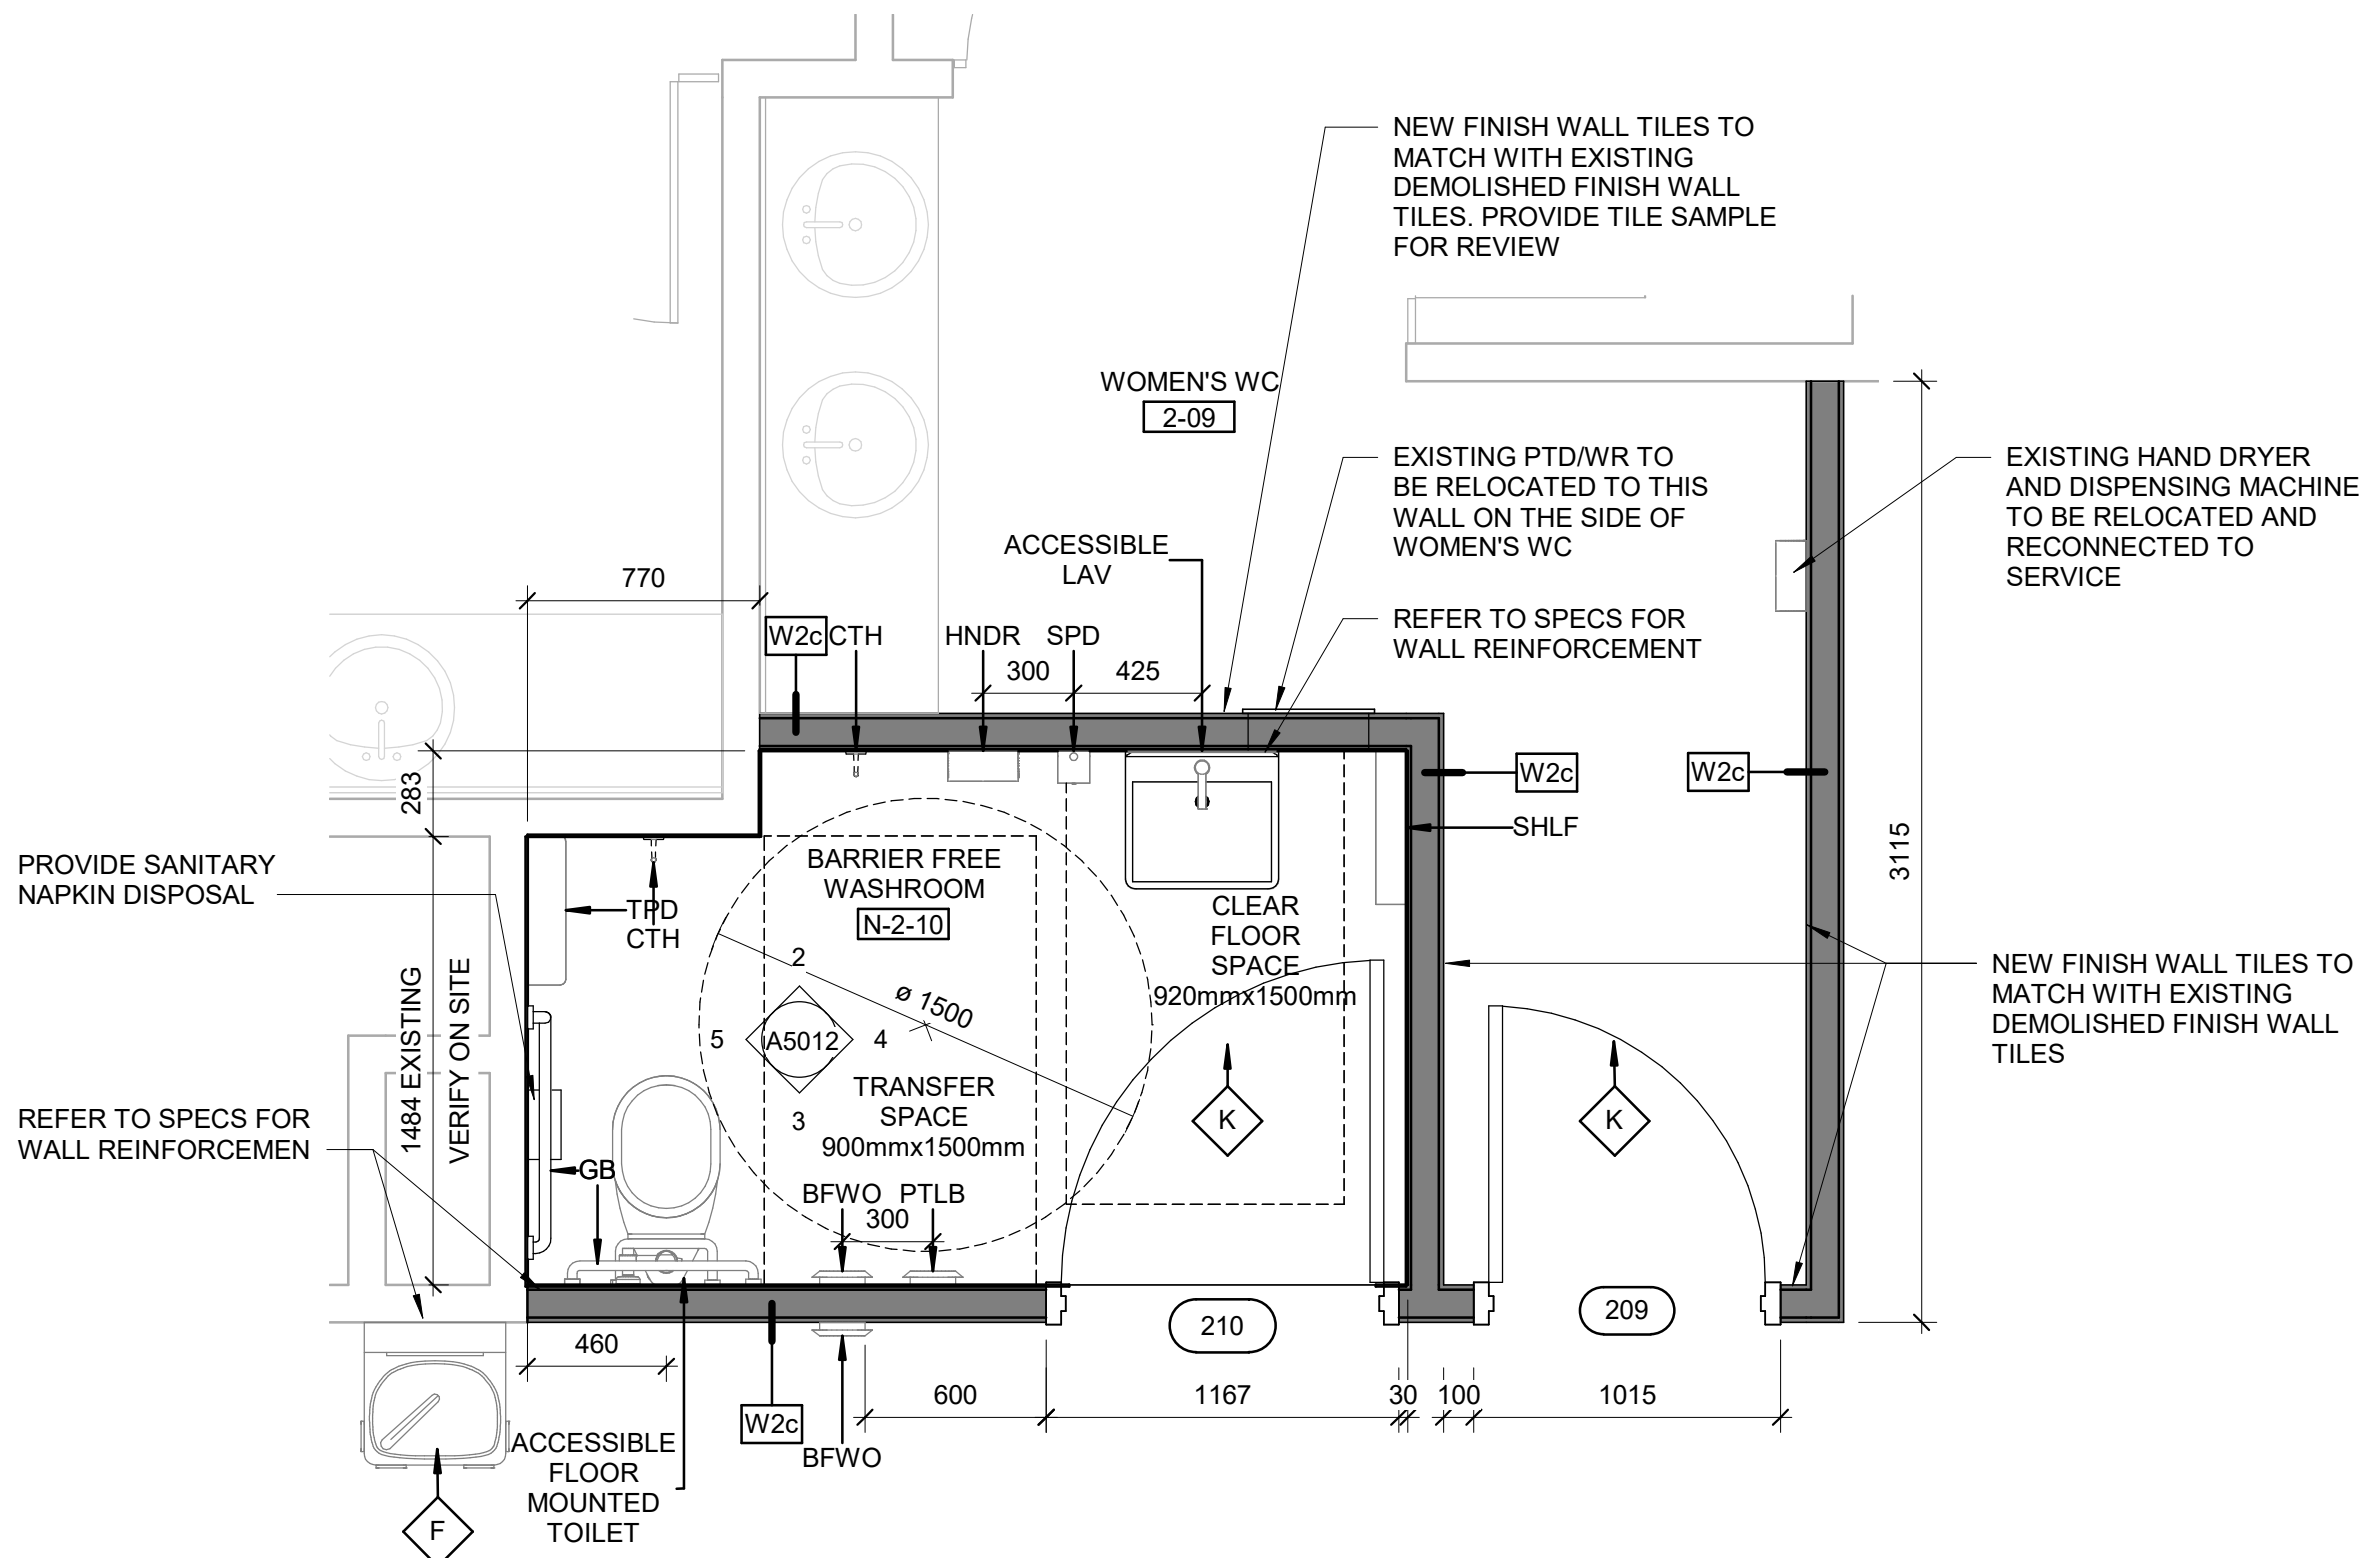 NEW FINISH WALL TILES TO
MATCH WITH EXISTING
DEMOLISHED FINISH WALL
TILES. PROVIDE TILE SAMPLE
FOR REVIEW
WOMEN'S WC
2-09
EXISTING PTD/WR TO
BE RELOCATED TO THIS
WALL ON THE SIDE OF
WOMEN'S WC
EXISTING HAND DRYER
AND DISPENSING MACHINE
TO BE RELOCATED AND
RECONNECTED TO
SERVICE
ACCESSIBLE
LAV
770
W2c
CTH
HNDR
SPD
300
425
REFER TO SPECS FOR
WALL REINFORCEMENT
283
W2c
W2c
SHLF
3115
PROVIDE SANITARY
NAPKIN DISPOSAL
BARRIER FREE
WASHROOM
N-2-10
TPD
CTH
CLEAR
FLOOR
SPACE
920mmx1500mm
2
ø 1500
5
A5012
4
3
TRANSFER
SPACE
900mmx1500mm
1484 EXISTING
VERIFY ON SITE
NEW FINISH WALL TILES TO
MATCH WITH EXISTING
DEMOLISHED FINISH WALL
TILES
K
K
REFER TO SPECS FOR
WALL REINFORCEMEN
GB
BFWO
PTLB
300
210
209
460
600
1167
30
100
1015
W2c
BFWO
ACCESSIBLE
FLOOR
MOUNTED
TOILET
F